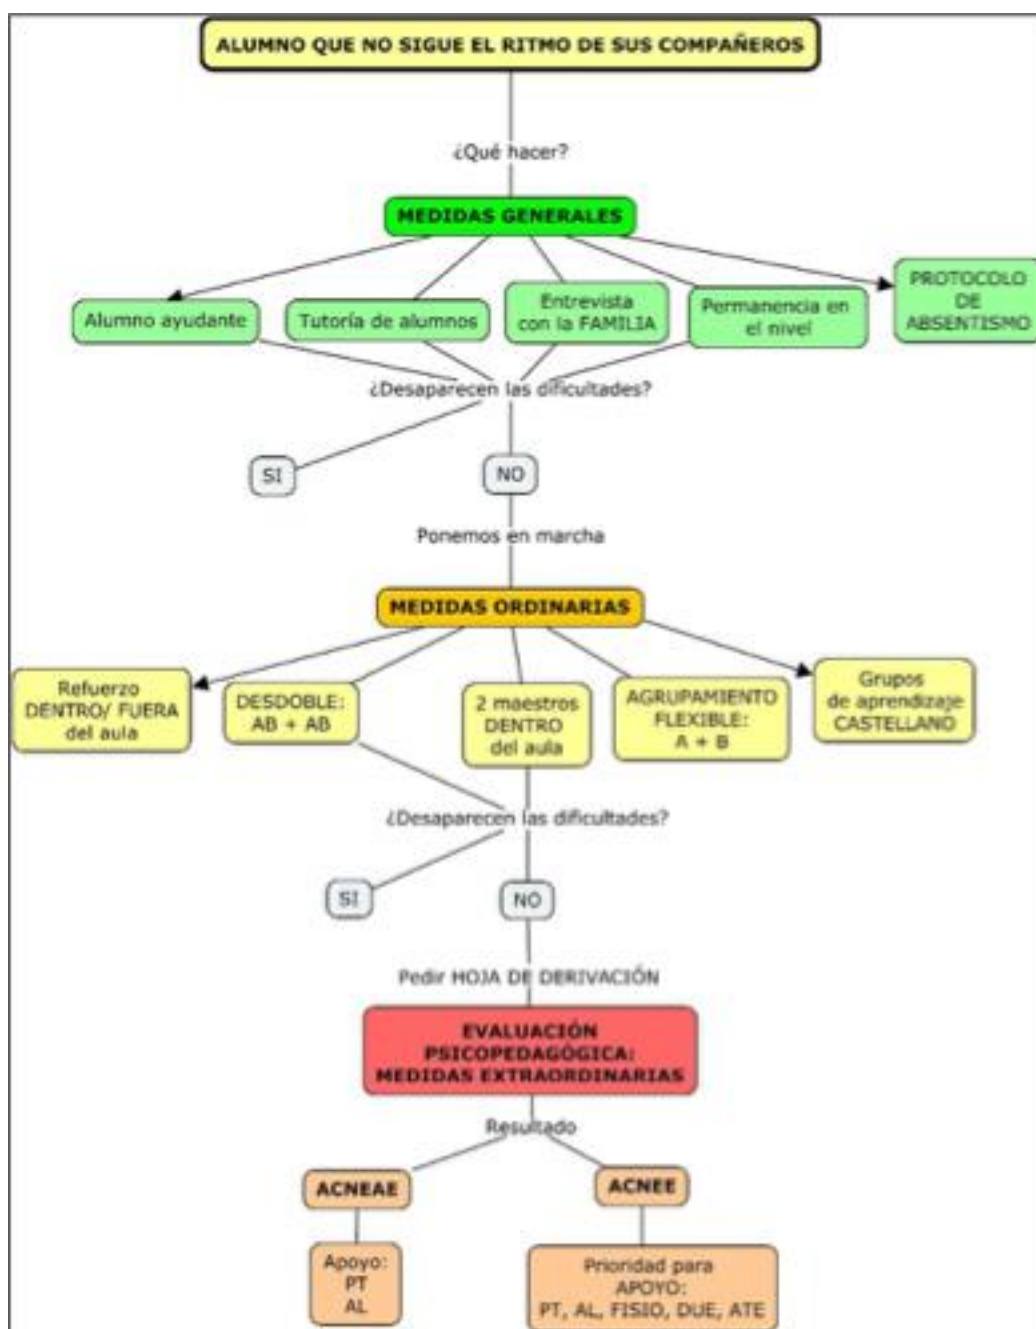 ALUMNO QUE NO SIGUE EL RITMO DE SUS COMPAÑEROS
¿Qué hacer?
MEDIDAS GENERALES
Alumno ayudante
Tutoría de alumnos
Entrevista
con la FAMILIA
Permanencia en
el nivel
PROTOCOLO
DE
ABSENTISMO
¿Desaparecen las dificultades?
SI
NO
Ponemos en marcha
MEDIDAS ORDINARIAS
Refuerzo
DENTRO/ FUERA
del aula
DESDOBLE:
AB + AB
2 maestros
DENTRO
del aula
AGRUPAMIENTO
FLEXIBLE:
A + B
Grupos
de aprendizaje
CASTELLANO
¿Desaparecen las dificultades?
SI
NO
Pedir HOJA DE DERIVACIÓN
EVALUACIÓN
PSICOPEDAGÓGICA:
MEDIDAS EXTRAORDINARIAS
Resultado
ACNEAE
ACNEE
Apoyo:
PT
AL
Prioridad para
APOYO:
PT, AL, FISIO, DUE, ATE